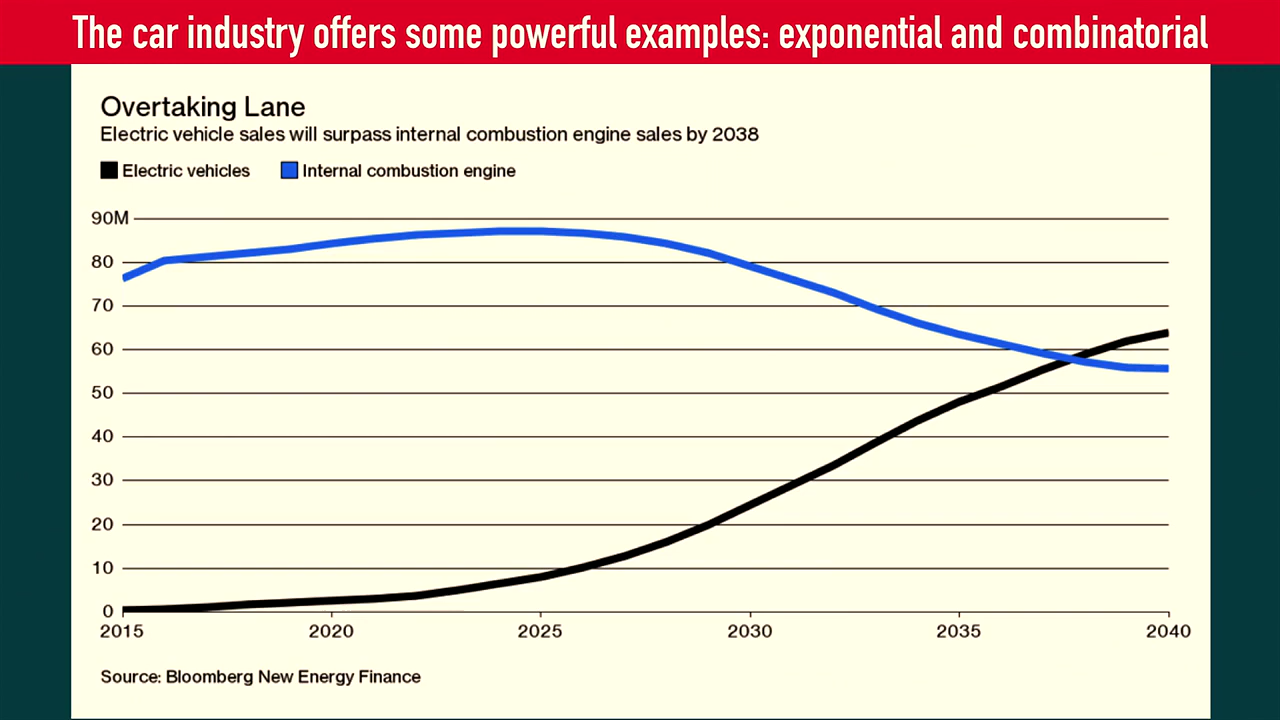 The car industry offers some powerful examples: exponential and combinatorial
Overtaking Lane
Electric vehicle sales will surpass internal combustion engine sales by 2038
Electric vehicles Internal combustion engine
90M
80
70
60
50
40
30
20
10
0
2015 2020 2025 2030 2035 2040
Source: Bloomberg New Energy Finance